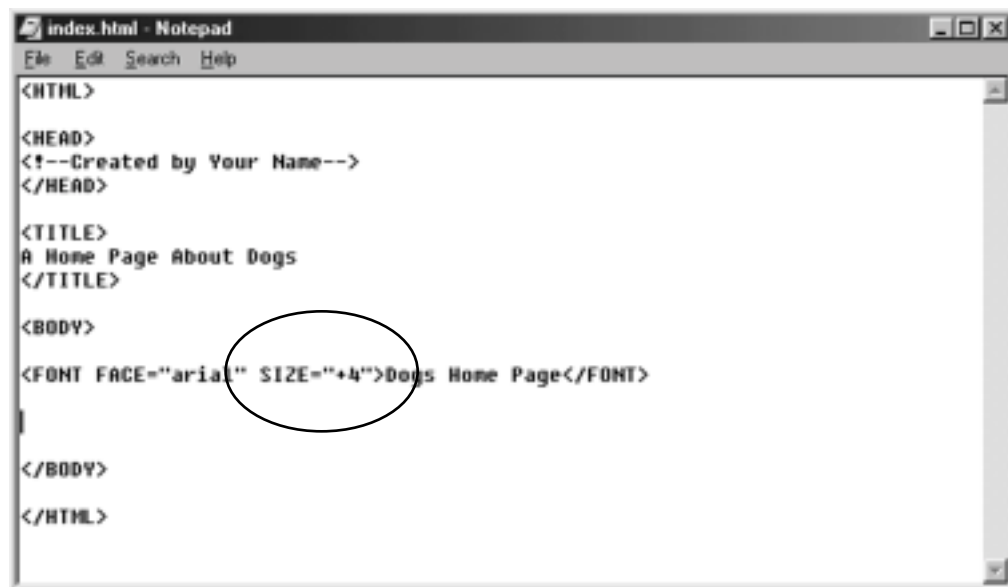 index.html - Notepad
File Edit Search Help
<HTML>
<HEAD>
<!--Created by Your Name-->
</HEAD>
<TITLE>
A Home Page About Dogs
</TITLE>
<BODY>
<FONT FACE="arial" SIZE="+4">Dogs Home Page</FONT>
</BODY>
</HTML>